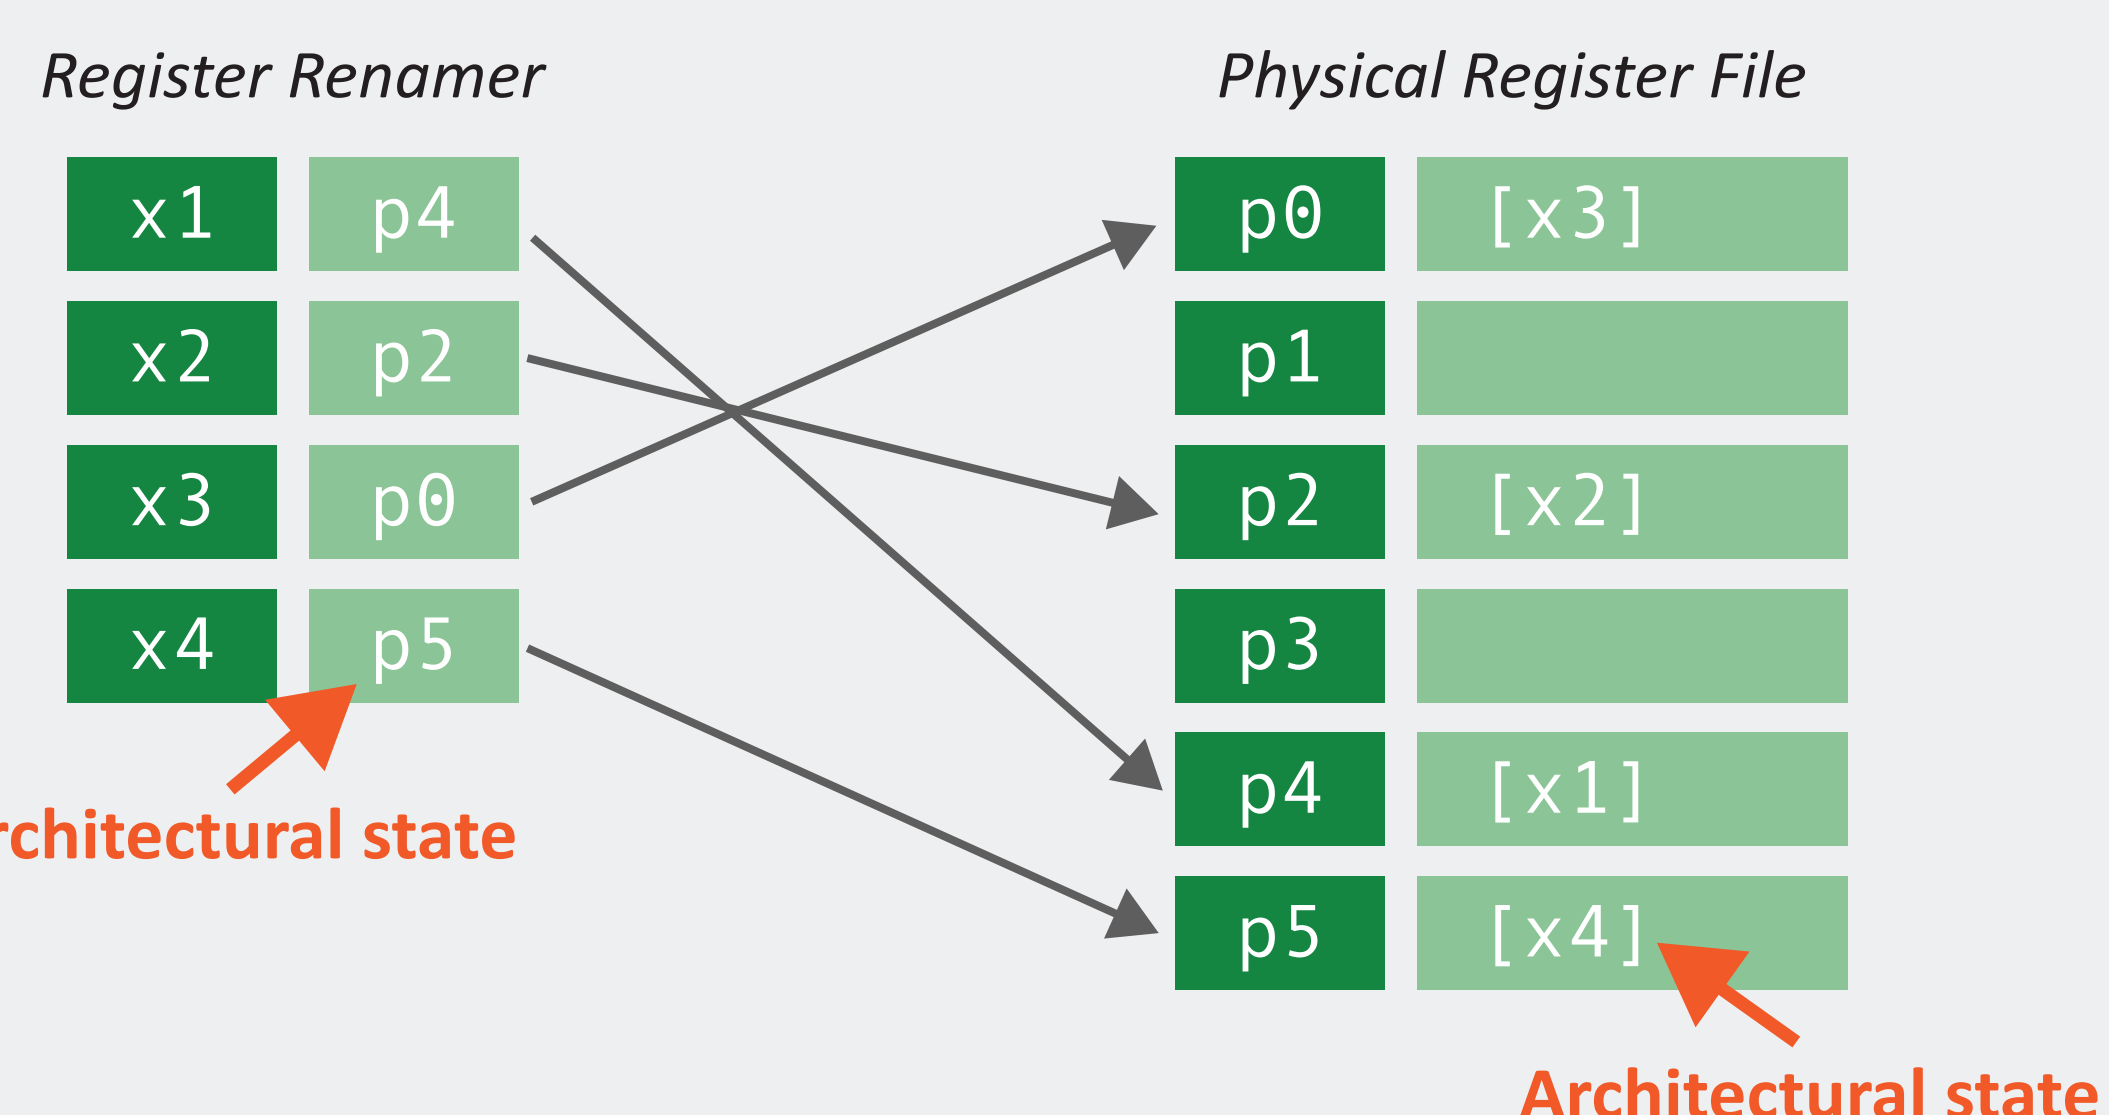 Register Renamer
Physical Register File
x1 p4
x2 p2
x3 p0
x4 p5
rchitectural state
p0 [x3]
p1
p2 [x2]
p3
p4 [x1]
p5 [x4]
Architectural state